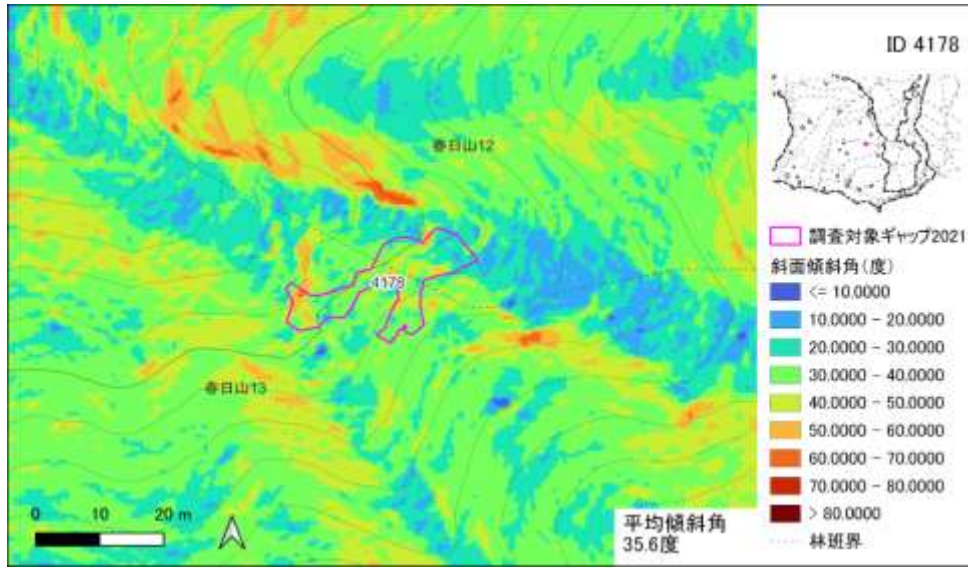 ID 4178
春日山12
4178
春日山13
0 10 20 m
平均傾斜角
35.6度
調査対象ギャップ2021
斜面傾斜角(度)
<= 10.0000
10.0000 - 20.0000
20.0000 - 30.0000
30.0000 - 40.0000
40.0000 - 50.0000
50.0000 - 60.0000
60.0000 - 70.0000
70.0000 - 80.0000
> 80.0000
林班界